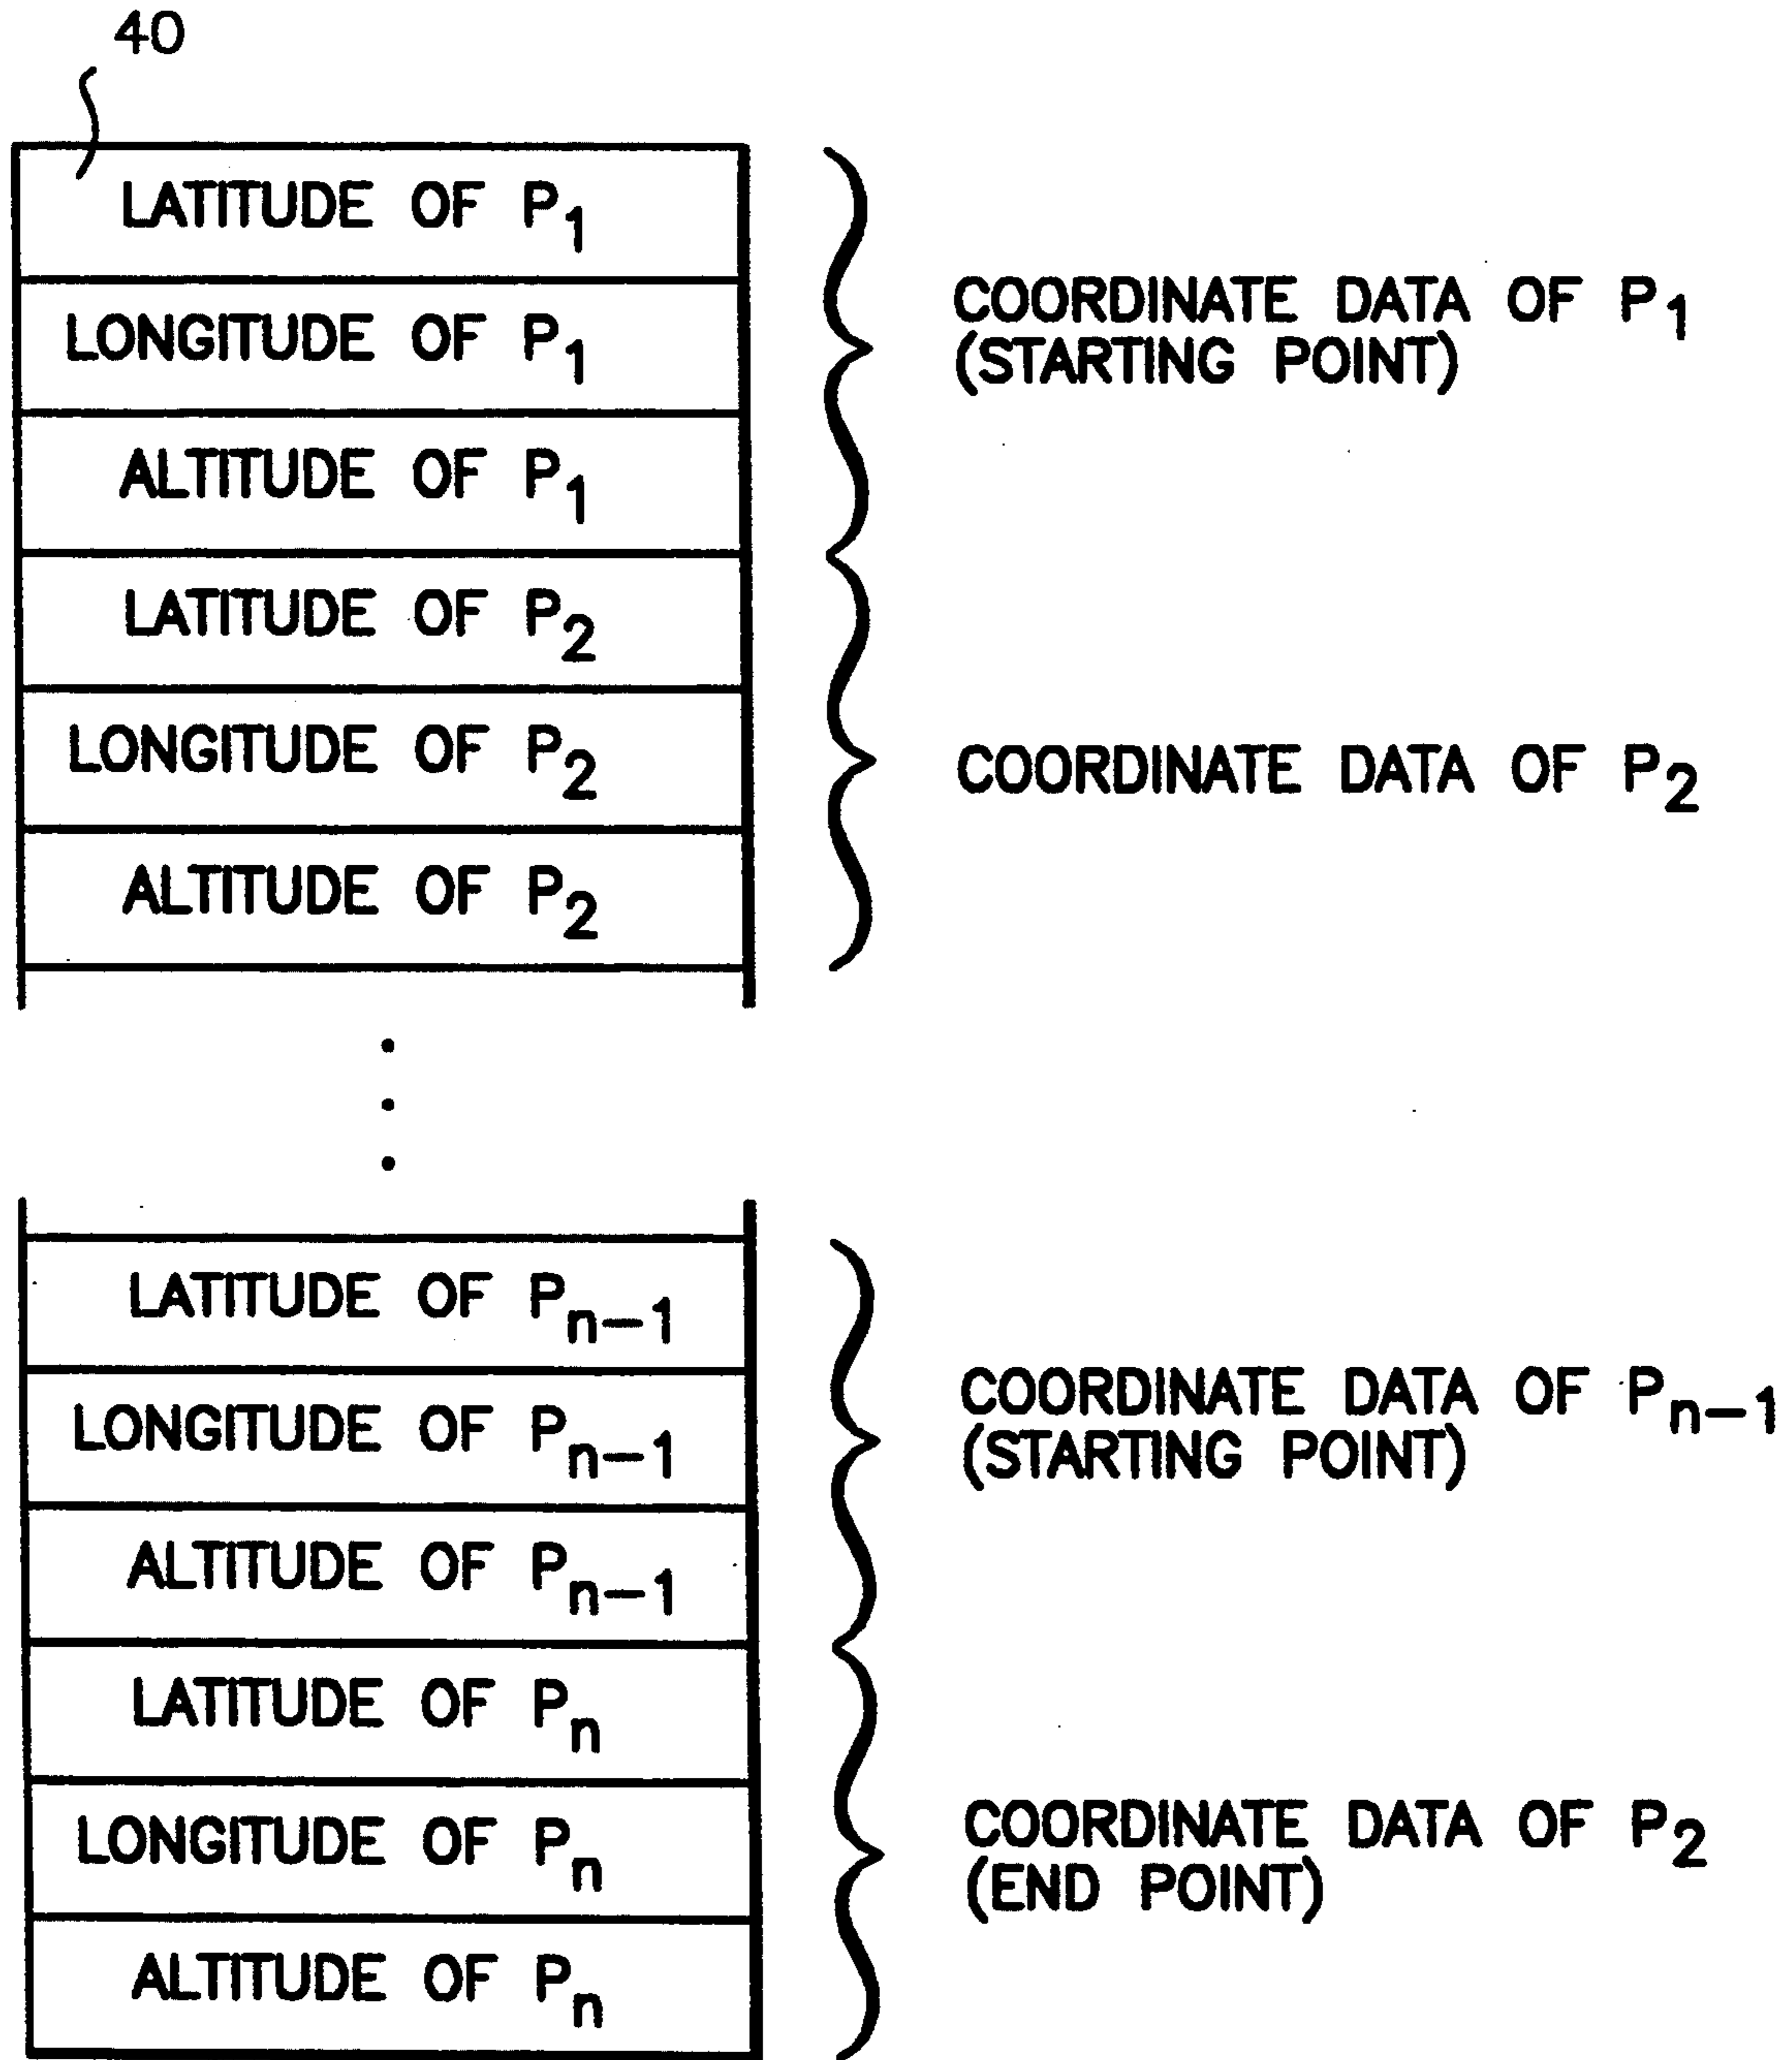 40
LATITUDE OF P₁
LONGITUDE OF P₁
ALTITUDE OF P₁
COORDINATE DATA OF P₁
(STARTING POINT)
LATITUDE OF P₂
LONGITUDE OF P₂
ALTITUDE OF P₂
COORDINATE DATA OF P₂
LATITUDE OF Pₙ₋₁
LONGITUDE OF Pₙ₋₁
ALTITUDE OF Pₙ₋₁
COORDINATE DATA OF Pₙ₋₁
(STARTING POINT)
LATITUDE OF Pₙ
LONGITUDE OF Pₙ
ALTITUDE OF Pₙ
COORDINATE DATA OF P₂
(END POINT)